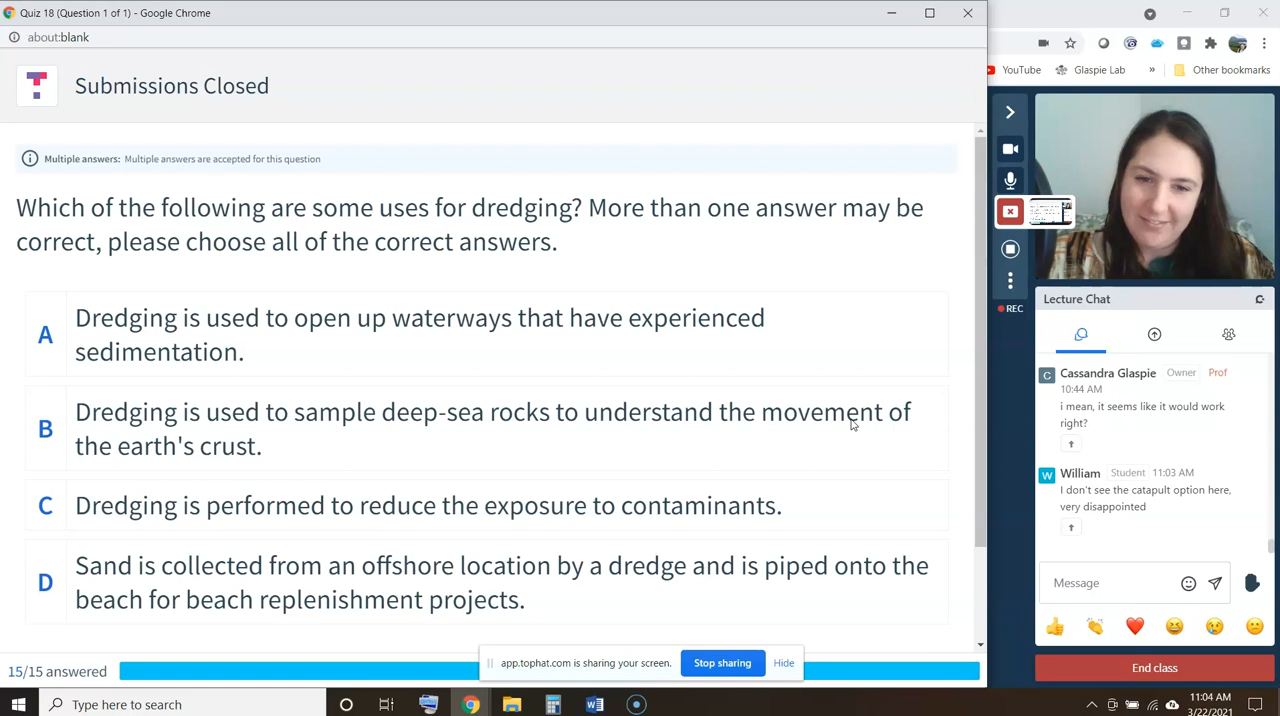 Quiz 18 (Question 1 of 1) - Google Chrome
about:blank
YouTube
Glaspie Lab
»
Other bookmarks
Submissions Closed
Multiple answers: Multiple answers are accepted for this question
Which of the following are some uses for dredging? More than one answer may be
correct, please choose all of the correct answers.
A
Dredging is used to open up waterways that have experienced
sedimentation.
B
Dredging is used to sample deep-sea rocks to understand the movement of
the earth's crust.
C
Dredging is performed to reduce the exposure to contaminants.
D
Sand is collected from an offshore location by a dredge and is piped onto the
beach for beach replenishment projects.
15/15 answered
app.tophat.com is sharing your screen.
Stop sharing
Hide
REC
Lecture Chat
C
Cassandra Glaspie Owner Prof
10:44 AM
i mean, it seems like it would work
right?
W
William Student 11:03 AM
I don't see the catapult option here,
very disappointed
Message
End class
Type here to search
11:04 AM
3/22/2021